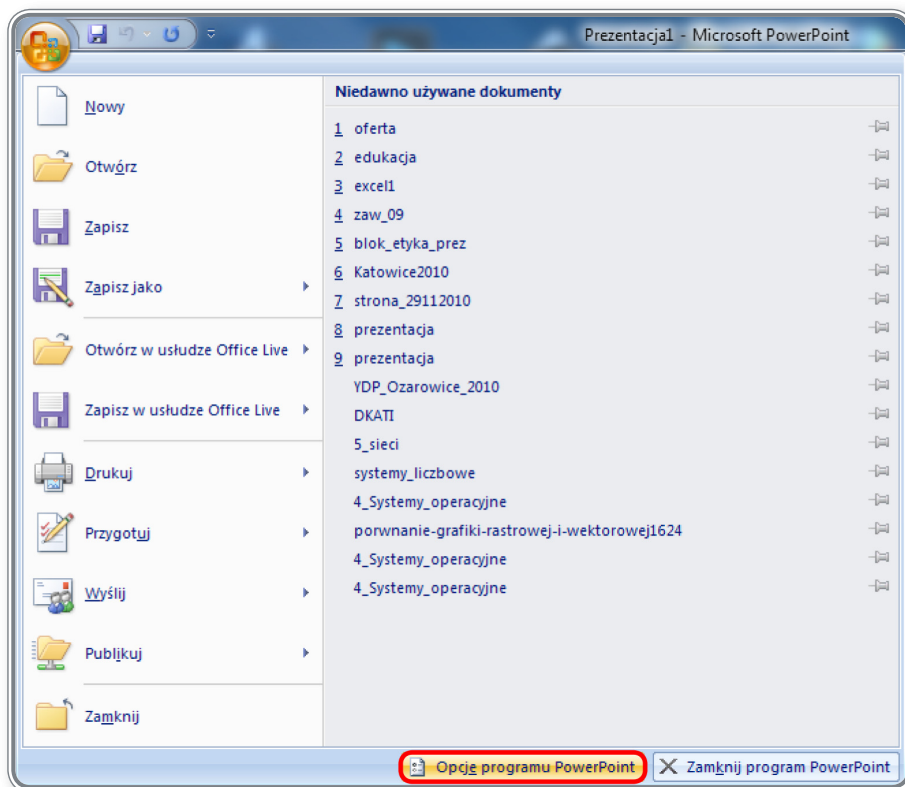 Prezentacja1 - Microsoft PowerPoint
Nowy
Otwórz
Zapisz
Zapisz jako
Otwórz w usłudze Office Live
Zapisz w usłudze Office Live
Drukuj
Przygotuj
Wyślij
Publikuj
Zamknij
Niedawno używane dokumenty
1 oferta
2 edukacja
3 excel1
4 zaw_09
5 blok_etyka_prez
6 Katowice2010
7 strona_29112010
8 prezentacja
9 prezentacja
YDP_Ozarowice_2010
DKATI
5_sieci
systemy_liczbowe
4_Systemy_operacyjne
porwnanie-grafiki-rastrowej-i-wektorowej1624
4_Systemy_operacyjne
4_Systemy_operacyjne
Opcje programu PowerPoint
Zamknij program PowerPoint